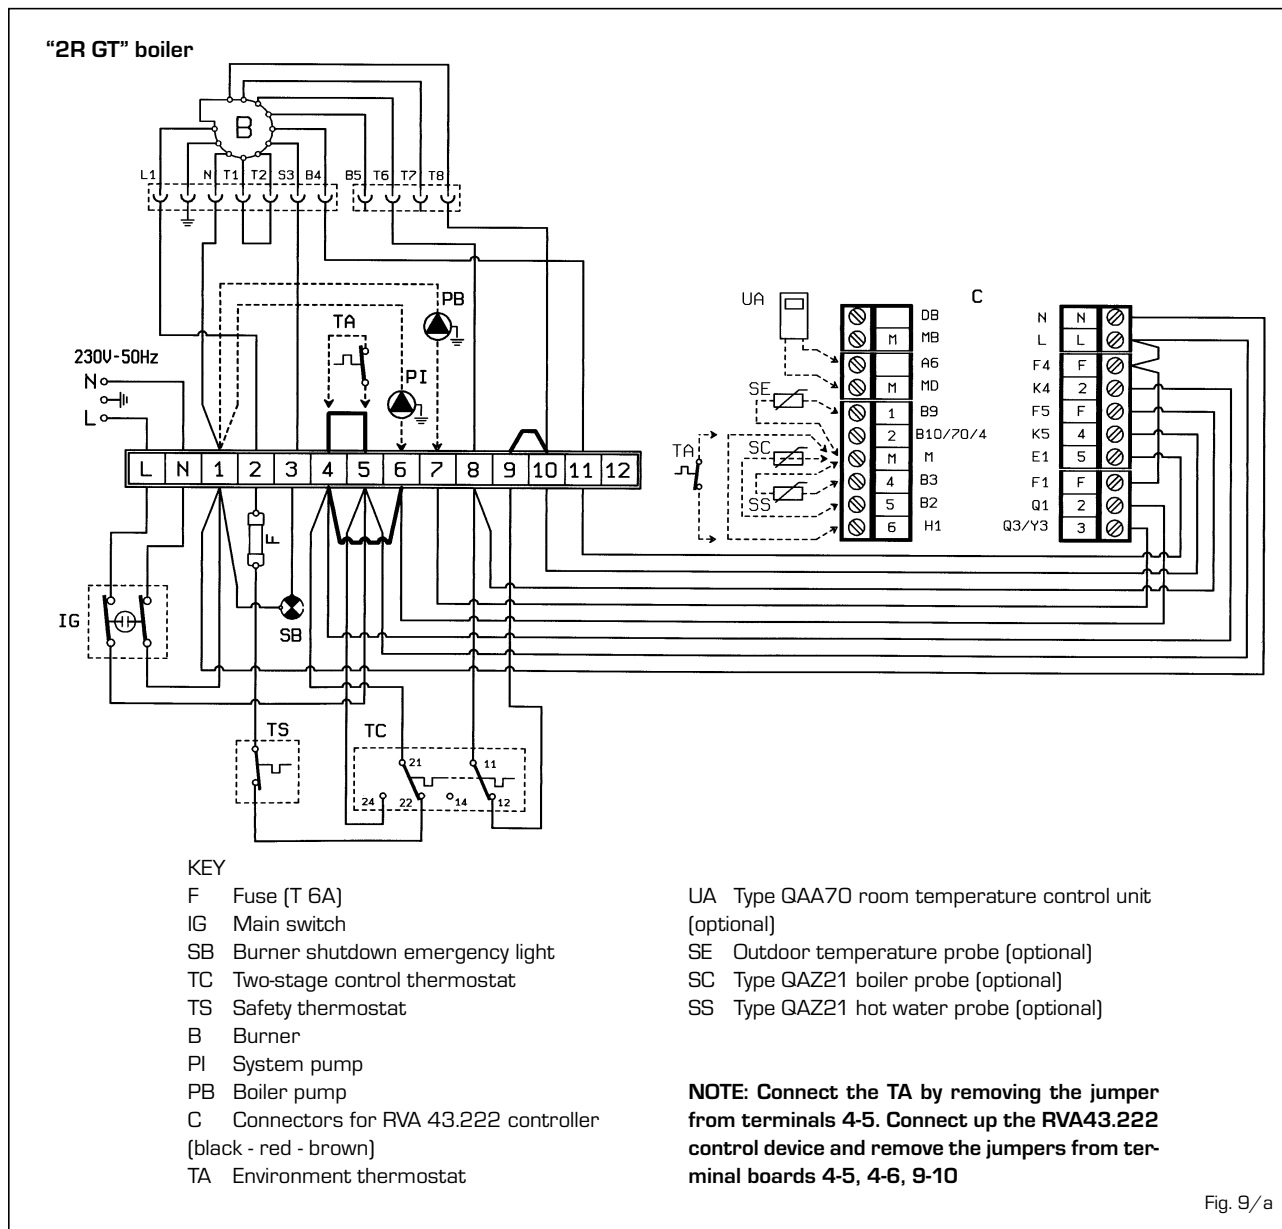 “2R GT” boiler
B
L1 N T1 T2 S3 B4 B5 T6 T7 T8
PB
TA
PI
230V-50Hz
N
L
L N 1 2 3 4 5 6 7 8 9 10 11 12
F
IG
SB
TS
TC
21
11
24 22 14 12
UA
C
SE
TA
SC
SS
DB
M MB
A6
M MD
1 B9
2 B10/70/4
M M
4 B3
5 B2
6 H1
N N
L L
F4 F
K4 2
F5 F
K5 4
E1 5
F1 F
Q1 2
Q3/Y3 3
KEY
F Fuse (T 6A)
IG Main switch
SB Burner shutdown emergency light
TC Two-stage control thermostat
TS Safety thermostat
B Burner
PI System pump
PB Boiler pump
C Connectors for RVA 43.222 controller
(black - red - brown)
TA Environment thermostat
UA Type QAA70 room temperature control unit
(optional)
SE Outdoor temperature probe (optional)
SC Type QAZ21 boiler probe (optional)
SS Type QAZ21 hot water probe (optional)
NOTE: Connect the TA by removing the jumper
from terminals 4-5. Connect up the RVA43.222
control device and remove the jumpers from ter-
minal boards 4-5, 4-6, 9-10
Fig. 9/a